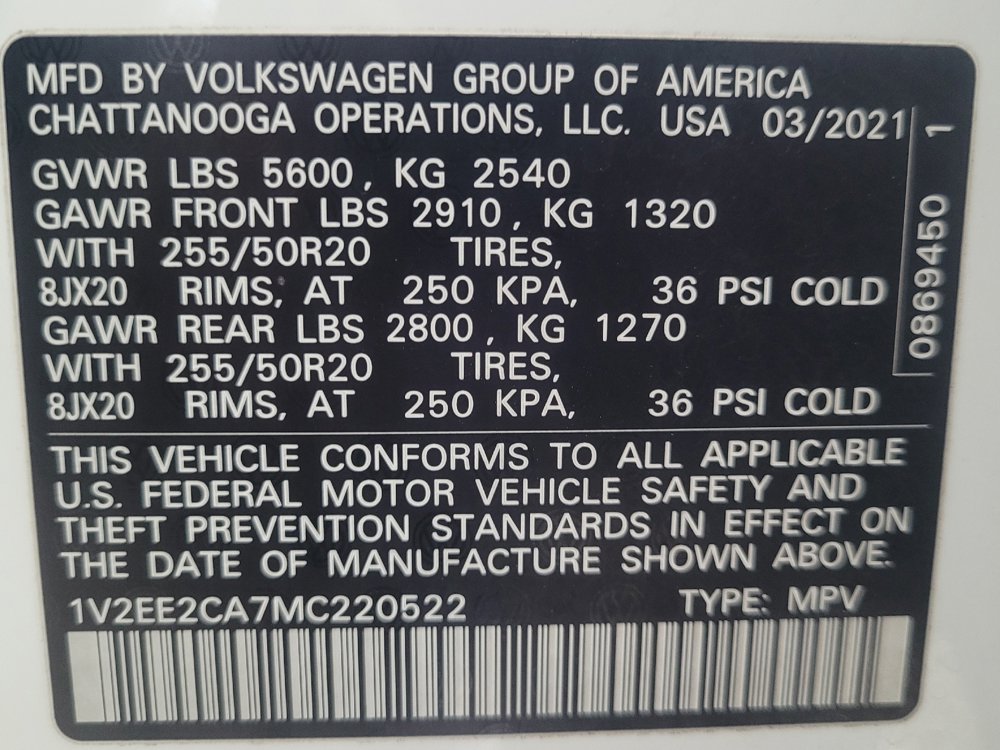 MFD BY VOLKSWAGEN GROUP OF AMERICA
CHATTANOOGA OPERATIONS, LLC. USA 03/2021
GVWR LBS 5600, KG 2540
GAWR FRONT LBS 2910, KG 1320
WITH 255/50R20 TIRES,
8JX20 RIMS, AT 250 KPA, 36 PSI COLD
GAWR REAR LBS 2800, KG 1270
WITH 255/50R20 TIRES,
8JX20 RIMS, AT 250 KPA, 36 PSI COLD
0869450 1
THIS VEHICLE CONFORMS TO ALL APPLICABLE
U.S. FEDERAL MOTOR VEHICLE SAFETY AND
THEFT PREVENTION STANDARDS IN EFFECT ON
THE DATE OF MANUFACTURE SHOWN ABOVE.
1V2EE2CA7MC220522 TYPE: MPV